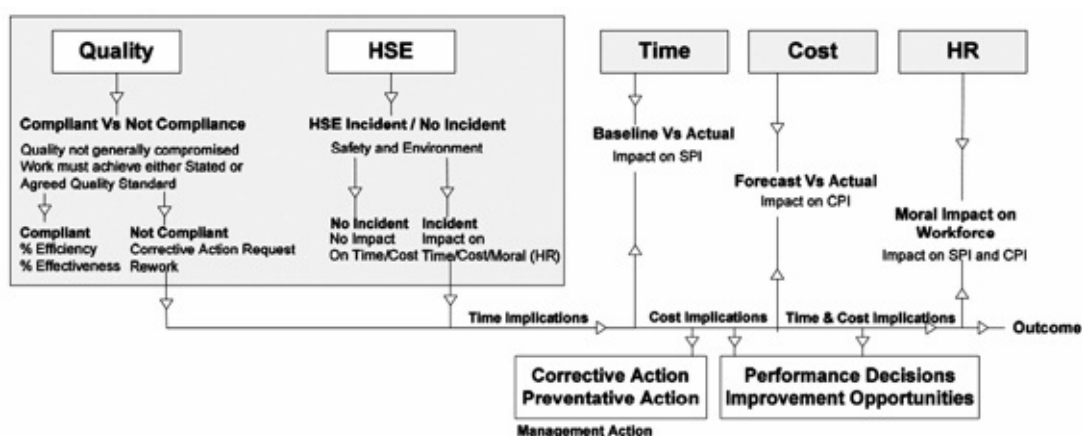 Quality
HSE
Time
Cost
HR
Compliant Vs Not Compliance
Quality not generally compromised
Work must achieve either Stated or
Agreed Quality Standard
Compliant
% Efficiency
% Effectiveness
Not Compliant
Corrective Action Request
Rework
HSE Incident / No Incident
Safety and Environment
No Incident
No Impact
On Time/Cost
Incident
Impact on
Time/Cost/Moral (HR)
Baseline Vs Actual
Impact on SPI
Forecast Vs Actual
Impact on CPI
Moral Impact on
Workforce
Impact on SPI and CPI
Time Implications
Cost Implications
Time & Cost Implications
Outcome
Corrective Action
Preventative Action
Management Action
Performance Decisions
Improvement Opportunities